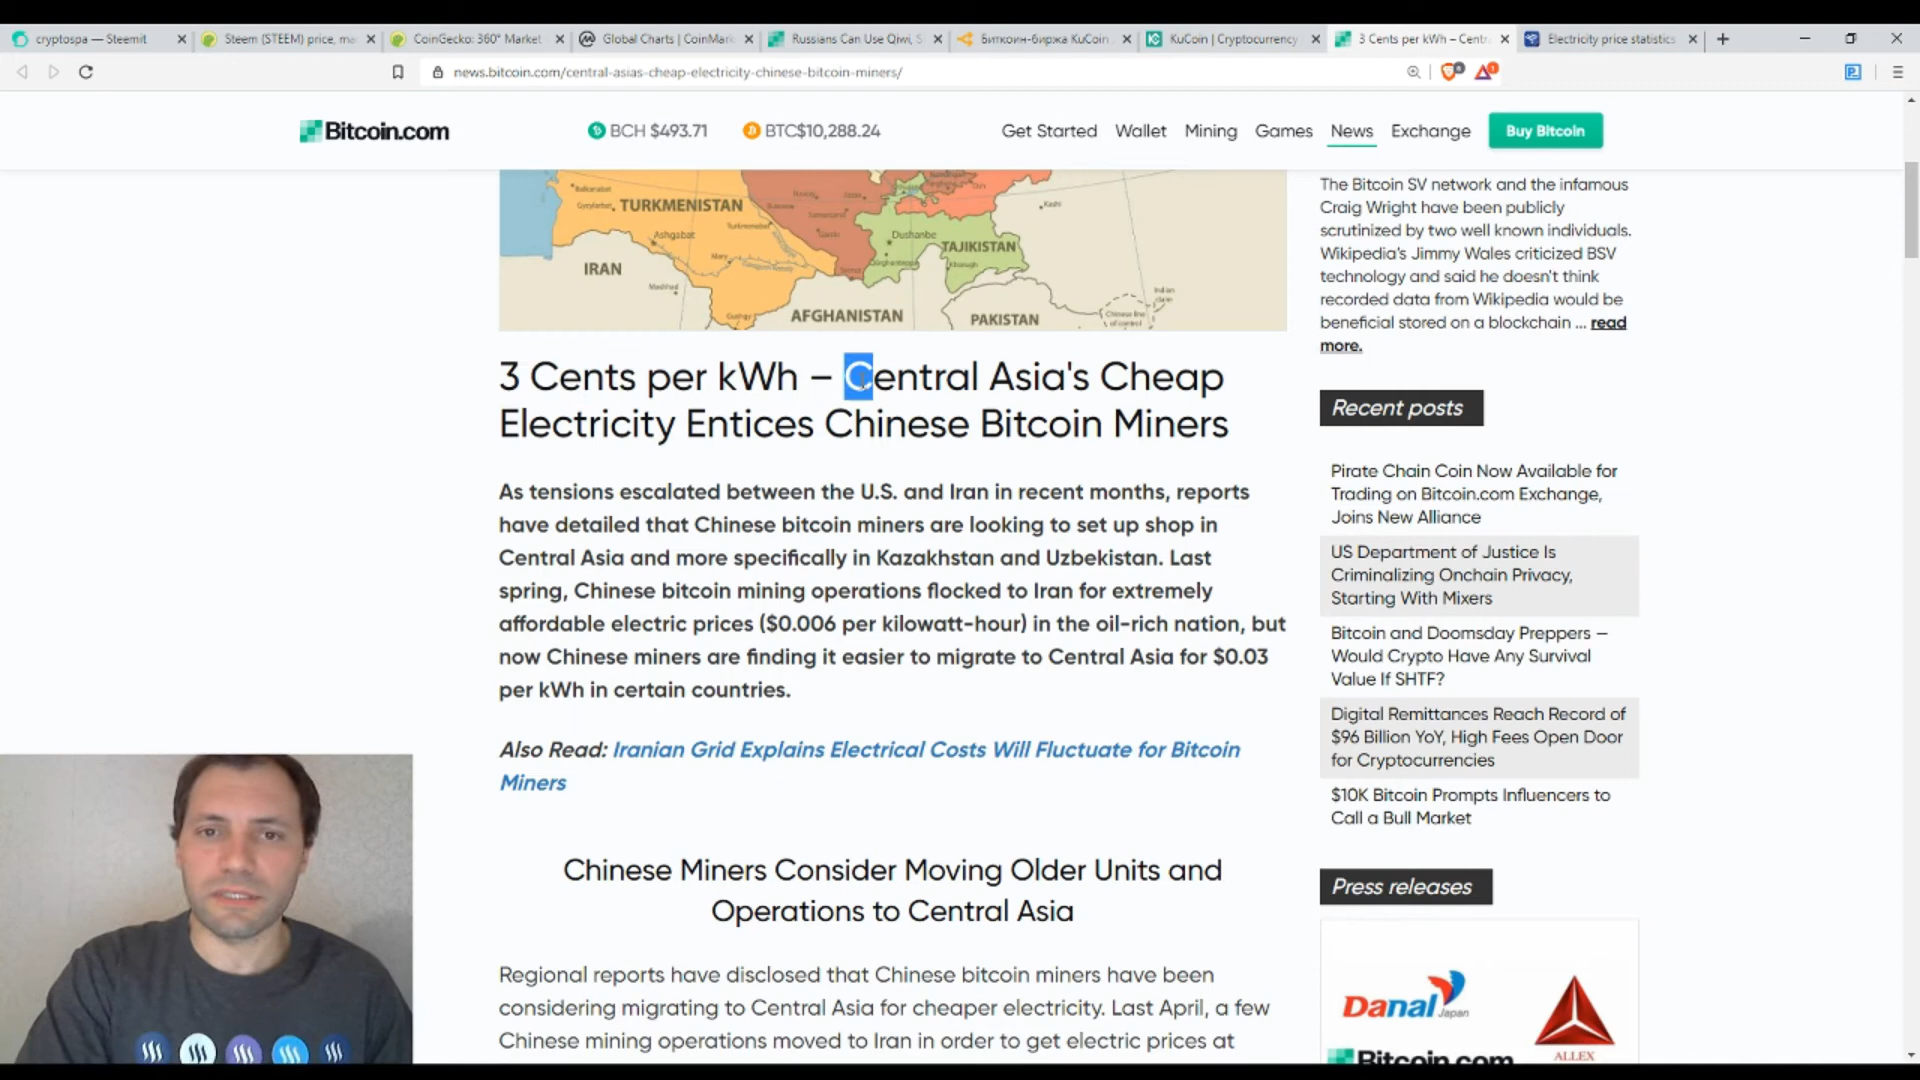 cryptospa — Steemit
Steem (STEEM) price, ma
CoinGecko: 360° Market
Global Charts | CoinMark
Russians Can Use Qiwi, S
Биткоин-биржа KuCoin
KuCoin | Cryptocurrency
3 Cents per kWh – Centr
Electricity price statistics
news.bitcoin.com/central-asias-cheap-electricity-chinese-bitcoin-miners/
Bitcoin.com
BCH $493.71
BTC$10,288.24
Get Started
Wallet
Mining
Games
News
Exchange
Buy Bitcoin
TURKMENISTAN
Ashgabat
Dushanbe
TAJIKISTAN
IRAN
AFGHANISTAN
PAKISTAN
3 Cents per kWh – Central Asia's Cheap
Electricity Entices Chinese Bitcoin Miners
As tensions escalated between the U.S. and Iran in recent months, reports
have detailed that Chinese bitcoin miners are looking to set up shop in
Central Asia and more specifically in Kazakhstan and Uzbekistan. Last
spring, Chinese bitcoin mining operations flocked to Iran for extremely
affordable electric prices ($0.006 per kilowatt-hour) in the oil-rich nation, but
now Chinese miners are finding it easier to migrate to Central Asia for $0.03
per kWh in certain countries.
Also Read: Iranian Grid Explains Electrical Costs Will Fluctuate for Bitcoin
Miners
Chinese Miners Consider Moving Older Units and
Operations to Central Asia
Regional reports have disclosed that Chinese bitcoin miners have been
considering migrating to Central Asia for cheaper electricity. Last April, a few
Chinese mining operations moved to Iran in order to get electric prices at
The Bitcoin SV network and the infamous
Craig Wright have been publicly
scrutinized by two well known individuals.
Wikipedia's Jimmy Wales criticized BSV
technology and said he doesn't think
recorded data from Wikipedia would be
beneficial stored on a blockchain ... read
more.
Recent posts
Pirate Chain Coin Now Available for
Trading on Bitcoin.com Exchange,
Joins New Alliance
US Department of Justice Is
Criminalizing Onchain Privacy,
Starting With Mixers
Bitcoin and Doomsday Preppers –
Would Crypto Have Any Survival
Value If SHTF?
Digital Remittances Reach Record of
$96 Billion YoY, High Fees Open Door
for Cryptocurrencies
$10K Bitcoin Prompts Influencers to
Call a Bull Market
Press releases
Danal
Japan
ALLEX
Bitcoin.com